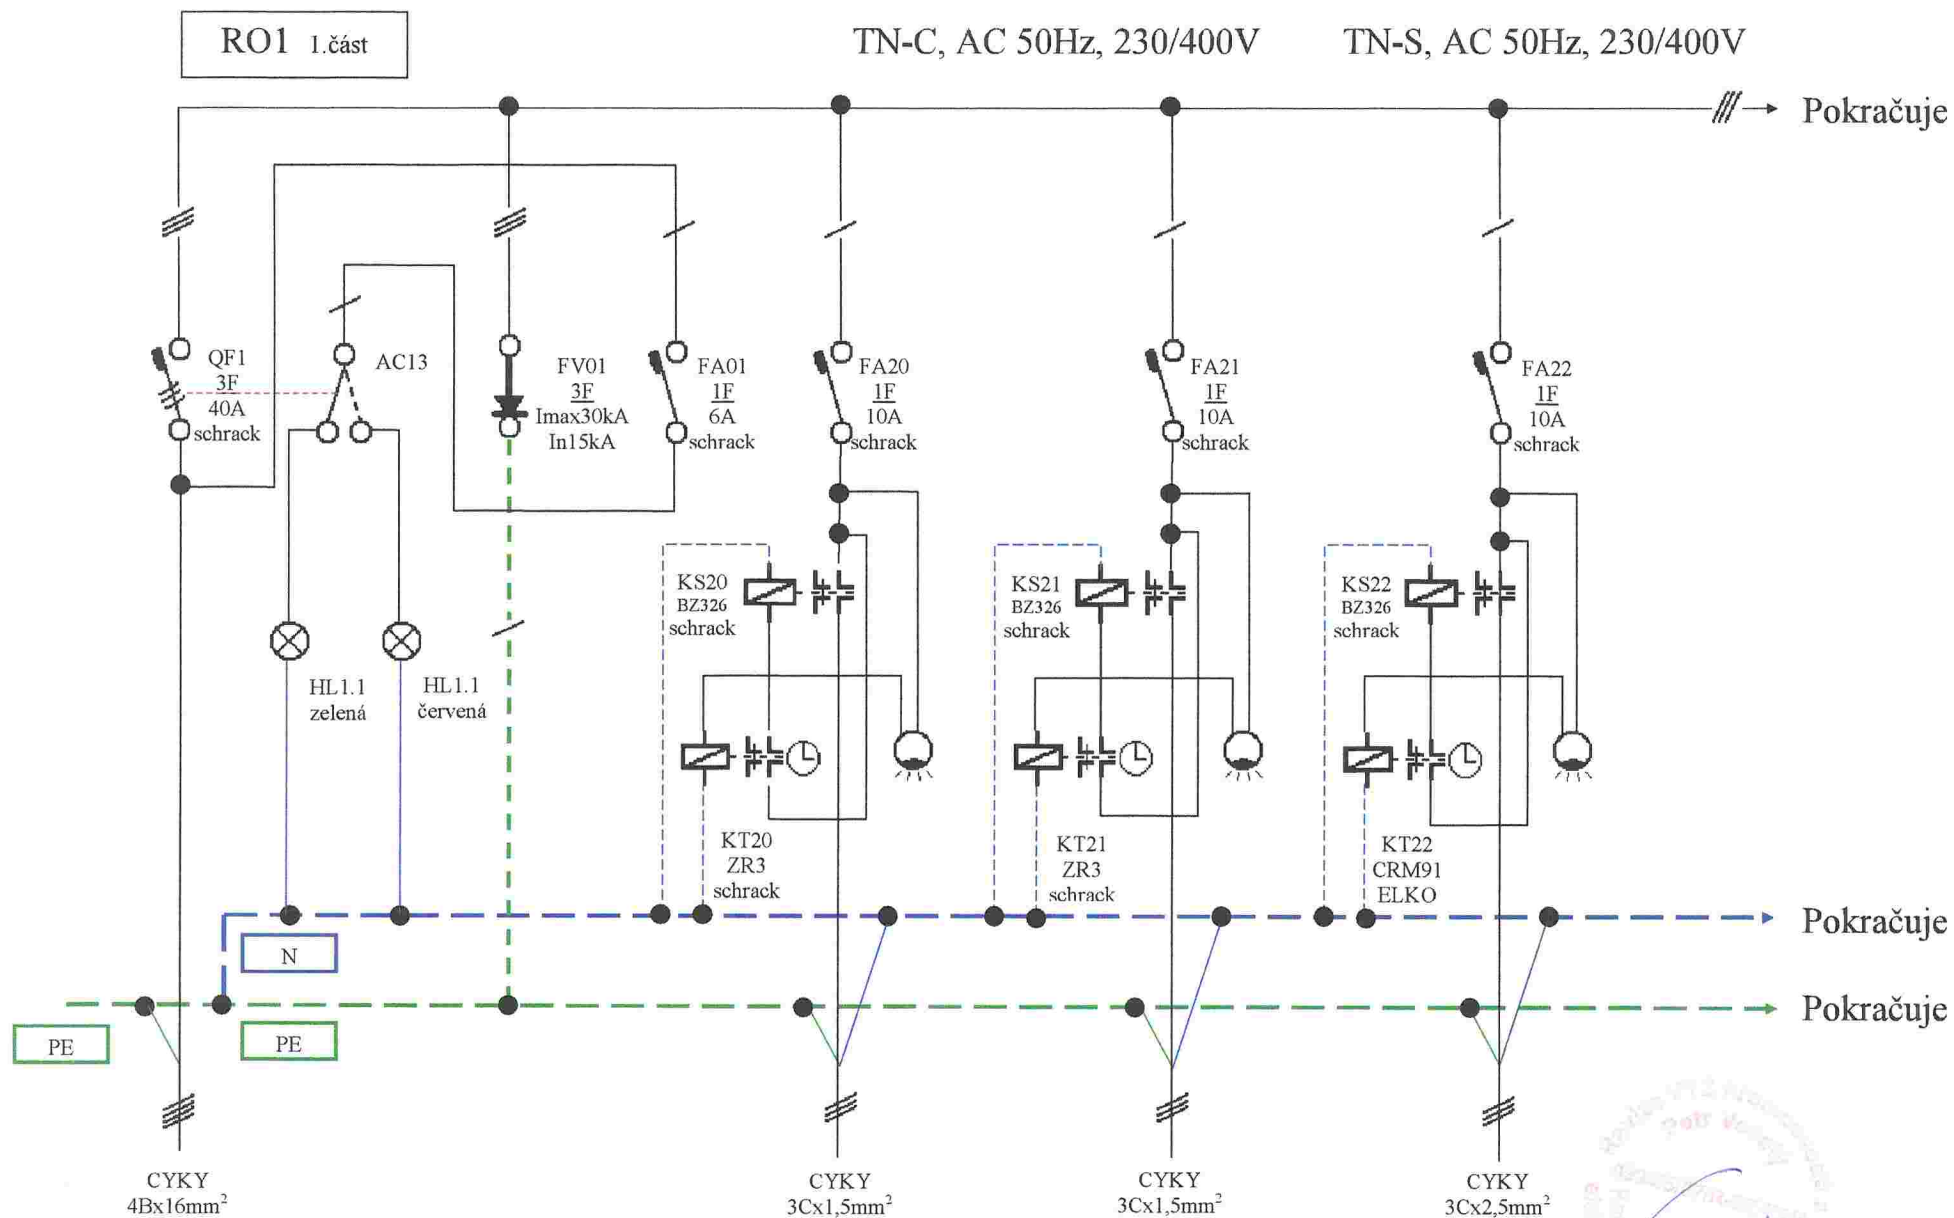 RO1 1.část
TN-C, AC 50Hz, 230/400V
TN-S, AC 50Hz, 230/400V
Pokračuje
QF1
3F
40A
schrack
AC13
FV01
3F
Imax30kA
In15kA
FA01
1F
6A
schrack
FA20
1F
10A
schrack
FA21
1F
10A
schrack
FA22
1F
10A
schrack
KS20
BZ326
schrack
KS21
BZ326
schrack
KS22
BZ326
schrack
HL1.1
zelená
HL1.1
červená
KT20
ZR3
schrack
KT21
ZR3
schrack
KT22
CRM91
ELKO
N
Pokračuje
PE
PE
Pokračuje
CYKY
4Bx16mm²
CYKY
3Cx1,5mm²
CYKY
3Cx1,5mm²
CYKY
3Cx2,5mm²